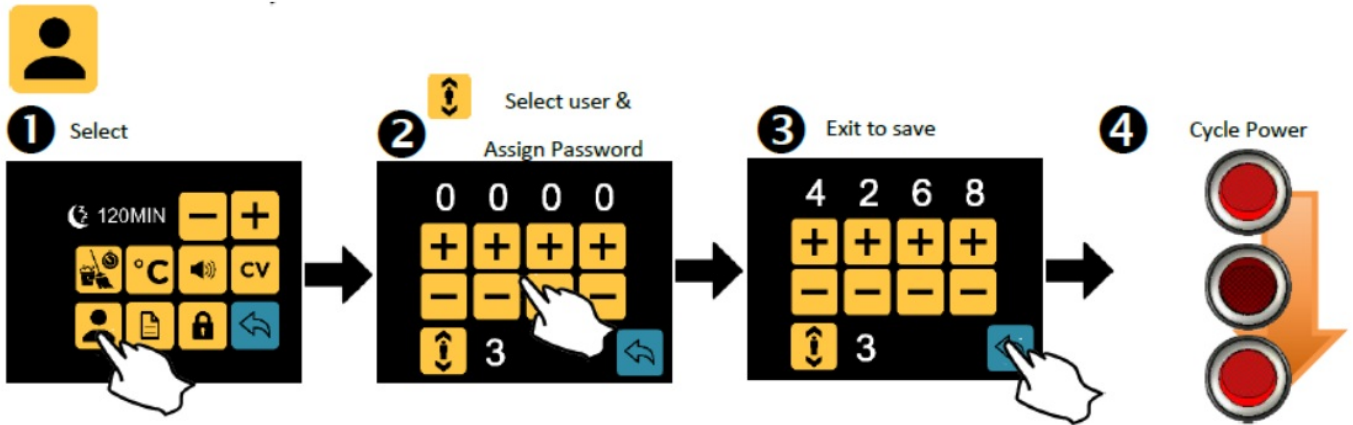 1 Select
120MIN
°C CV
2 Select user &
Assign Password
0 0 0 0
3
3 Exit to save
4 2 6 8
3
4 Cycle Power